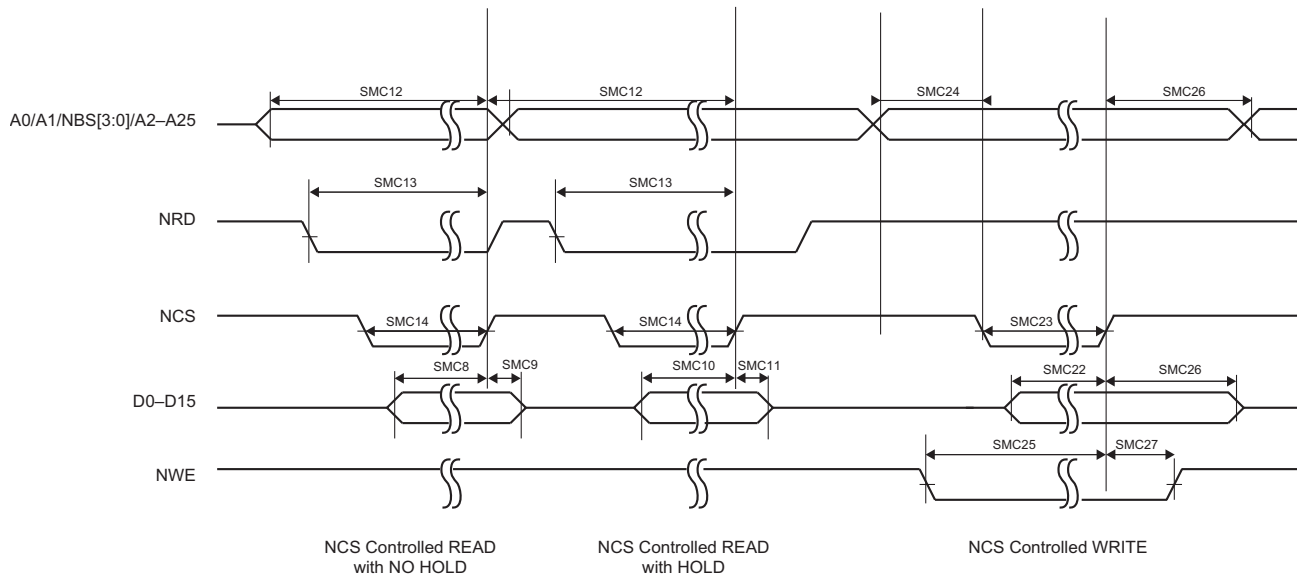 SMC12
SMC12
SMC24
SMC26
A0/A1/NBS[3:0]/A2–A25
SMC13
SMC13
NRD
NCS
SMC14
SMC14
SMC23
SMC8
SMC9
SMC10
SMC11
SMC22
SMC26
D0–D15
SMC25
SMC27
NWE
NCS Controlled READ
with NO HOLD
NCS Controlled READ
with HOLD
NCS Controlled WRITE